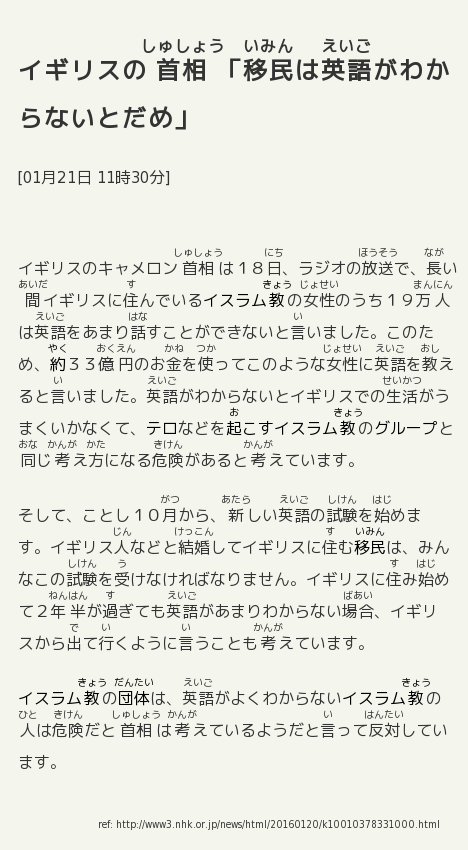 イギリスの首相「移民は英語がわか
らないとだめ」
[01月21日 11時30分]
イギリスのキャメロン首相は１８日、ラジオの放送で、長い
間イギリスに住んでいるイスラム教の女性のうち１９万人
は英語をあまり話すことができないと言いました。このた
め、約３３億円のお金を使ってこのような女性に英語を教え
ると言いました。英語がわからないとイギリスでの生活がう
まくいかなくて、テロなどを起こすイスラム教のグループと
同じ考え方になる危険があると考えています。
そして、ことし１０月から、新しい英語の試験を始めま
す。イギリス人などと結婚してイギリスに住む移民は、みん
なこの試験を受けなければなりません。イギリスに住み始め
て２年半が過ぎても英語があまりわからない場合、イギリ
スから出て行くように言うことも考えています。
イスラム教の団体は、英語がよくわからないイスラム教の
人は危険だと首相は考えているようだと言って反対してい
ます。
ref: http://www3.nhk.or.jp/news/html/20160120/k10010378331000.html